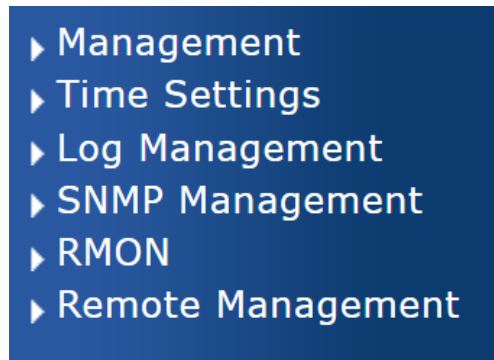 Management
Time Settings
Log Management
SNMP Management
RMON
Remote Management